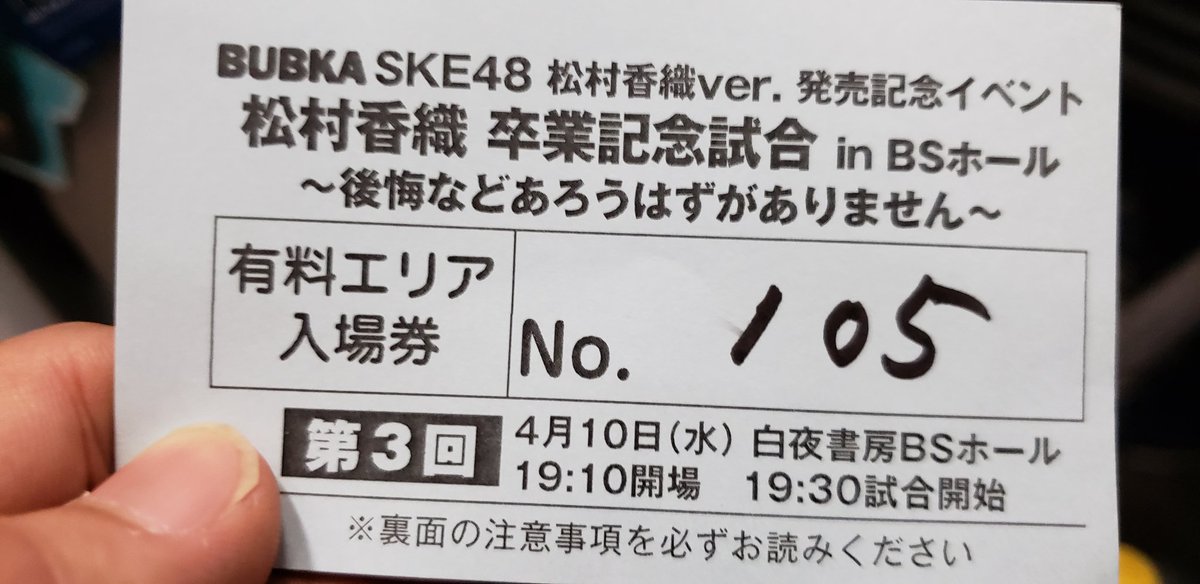 BUBKA SKE48 松村香織ver. 発売記念イベント
松村香織 卒業記念試合 in BSホール
～後悔などあろうはずがありません～
有料エリア
入場券
No. 105
第3回
4月10日(水) 白夜書房BSホール
19:10開場 19:30試合開始
※裏面の注意事項を必ずお読みください